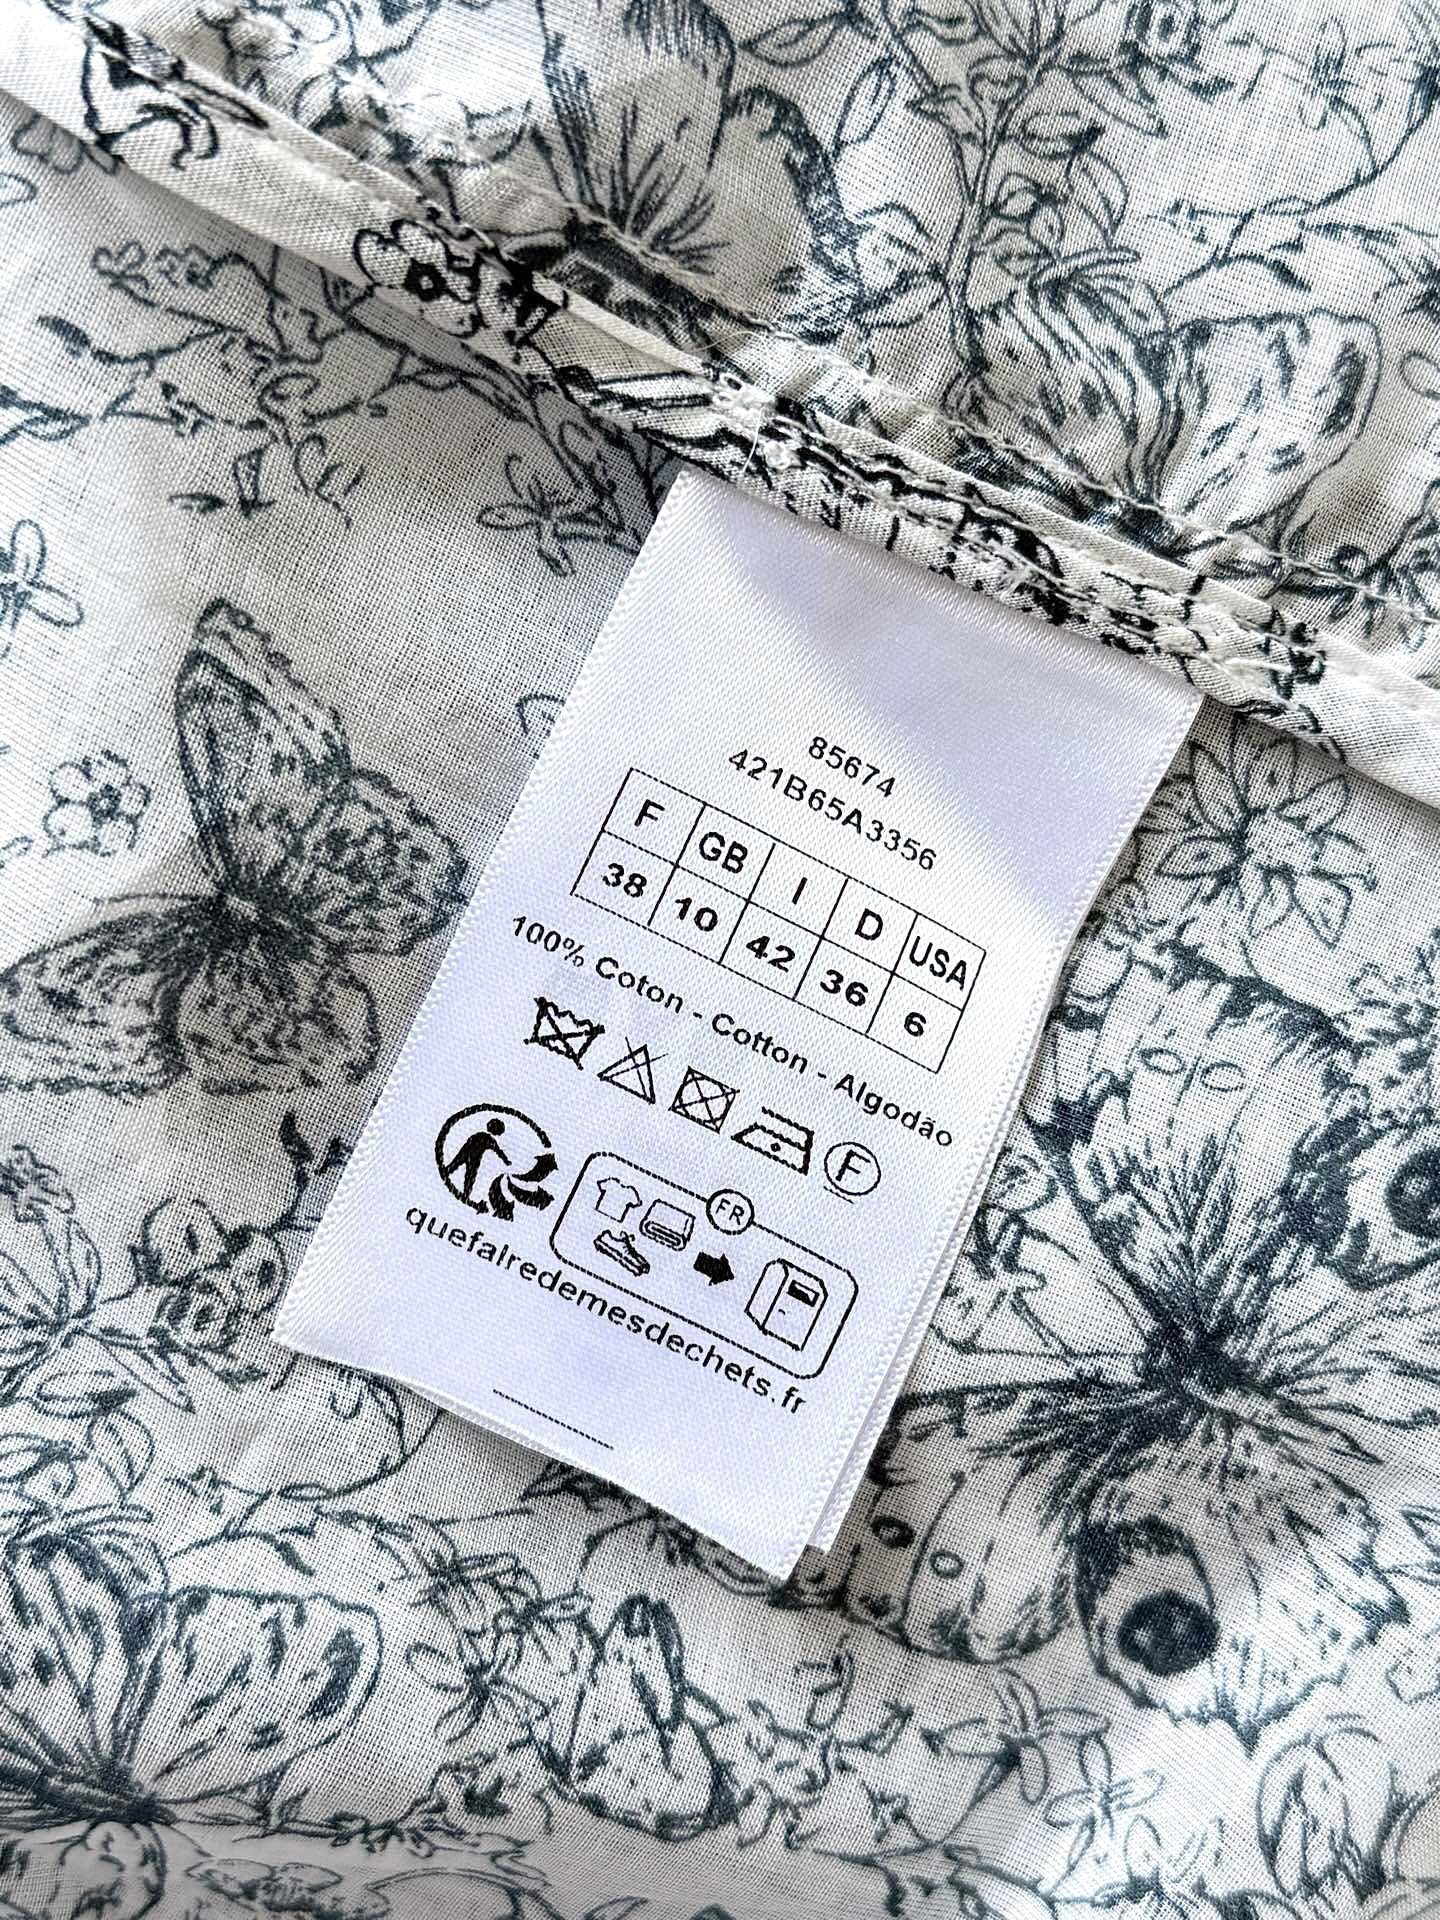 85674
421B65A3356
F GB I D USA
38 10 42 36 6
100% Coton - Cotton - Algodão
F
FR
quefairedemesdechets.fr